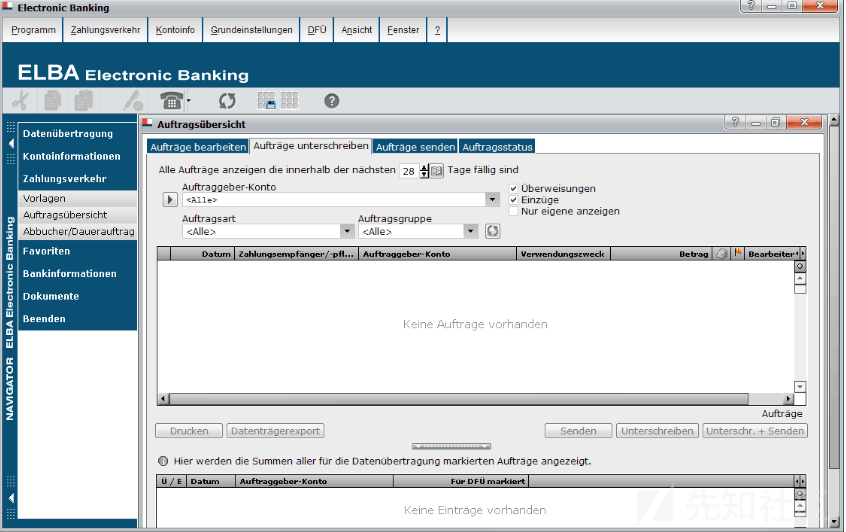 Electronic Banking
Programm Zahlungsverkehr Kontoinfo Grundeinstellungen DFÜ Ansicht Fenster ?
ELBA Electronic Banking
Auftragsübersicht
Datenübertragung
Kontoinformationen
Zahlungsverkehr
Vorlagen
Auftragsübersicht
Abbucher/Dauerauftrag
Favoriten
Bankinformationen
Dokumente
Beenden
NAVIGATOR ELBA Electronic Banking
Aufträge bearbeiten Aufträge unterschreiben Aufträge senden Auftragsstatus
Alle Aufträge anzeigen die innerhalb der nächsten 28 Tage fällig sind
Auftraggeber-Konto
<Alle>
Überweisungen
Einzüge
Nur eigene anzeigen
Auftragsart Auftragsgruppe
<Alle> <Alle>
Datum Zahlungsempfänger/-pfl... Auftraggeber-Konto Verwendungszweck Betrag Bearbeiter
Keine Aufträge vorhanden
Aufträge
Drucken Datenträgerexport Senden Unterschreiben Unterschr. + Senden
Hier werden die Summen aller für die Datenübertragung markierten Aufträge angezeigt.
Ü / E Datum Auftraggeber-Konto Für DFÜ markiert
Keine Einträge vorhanden